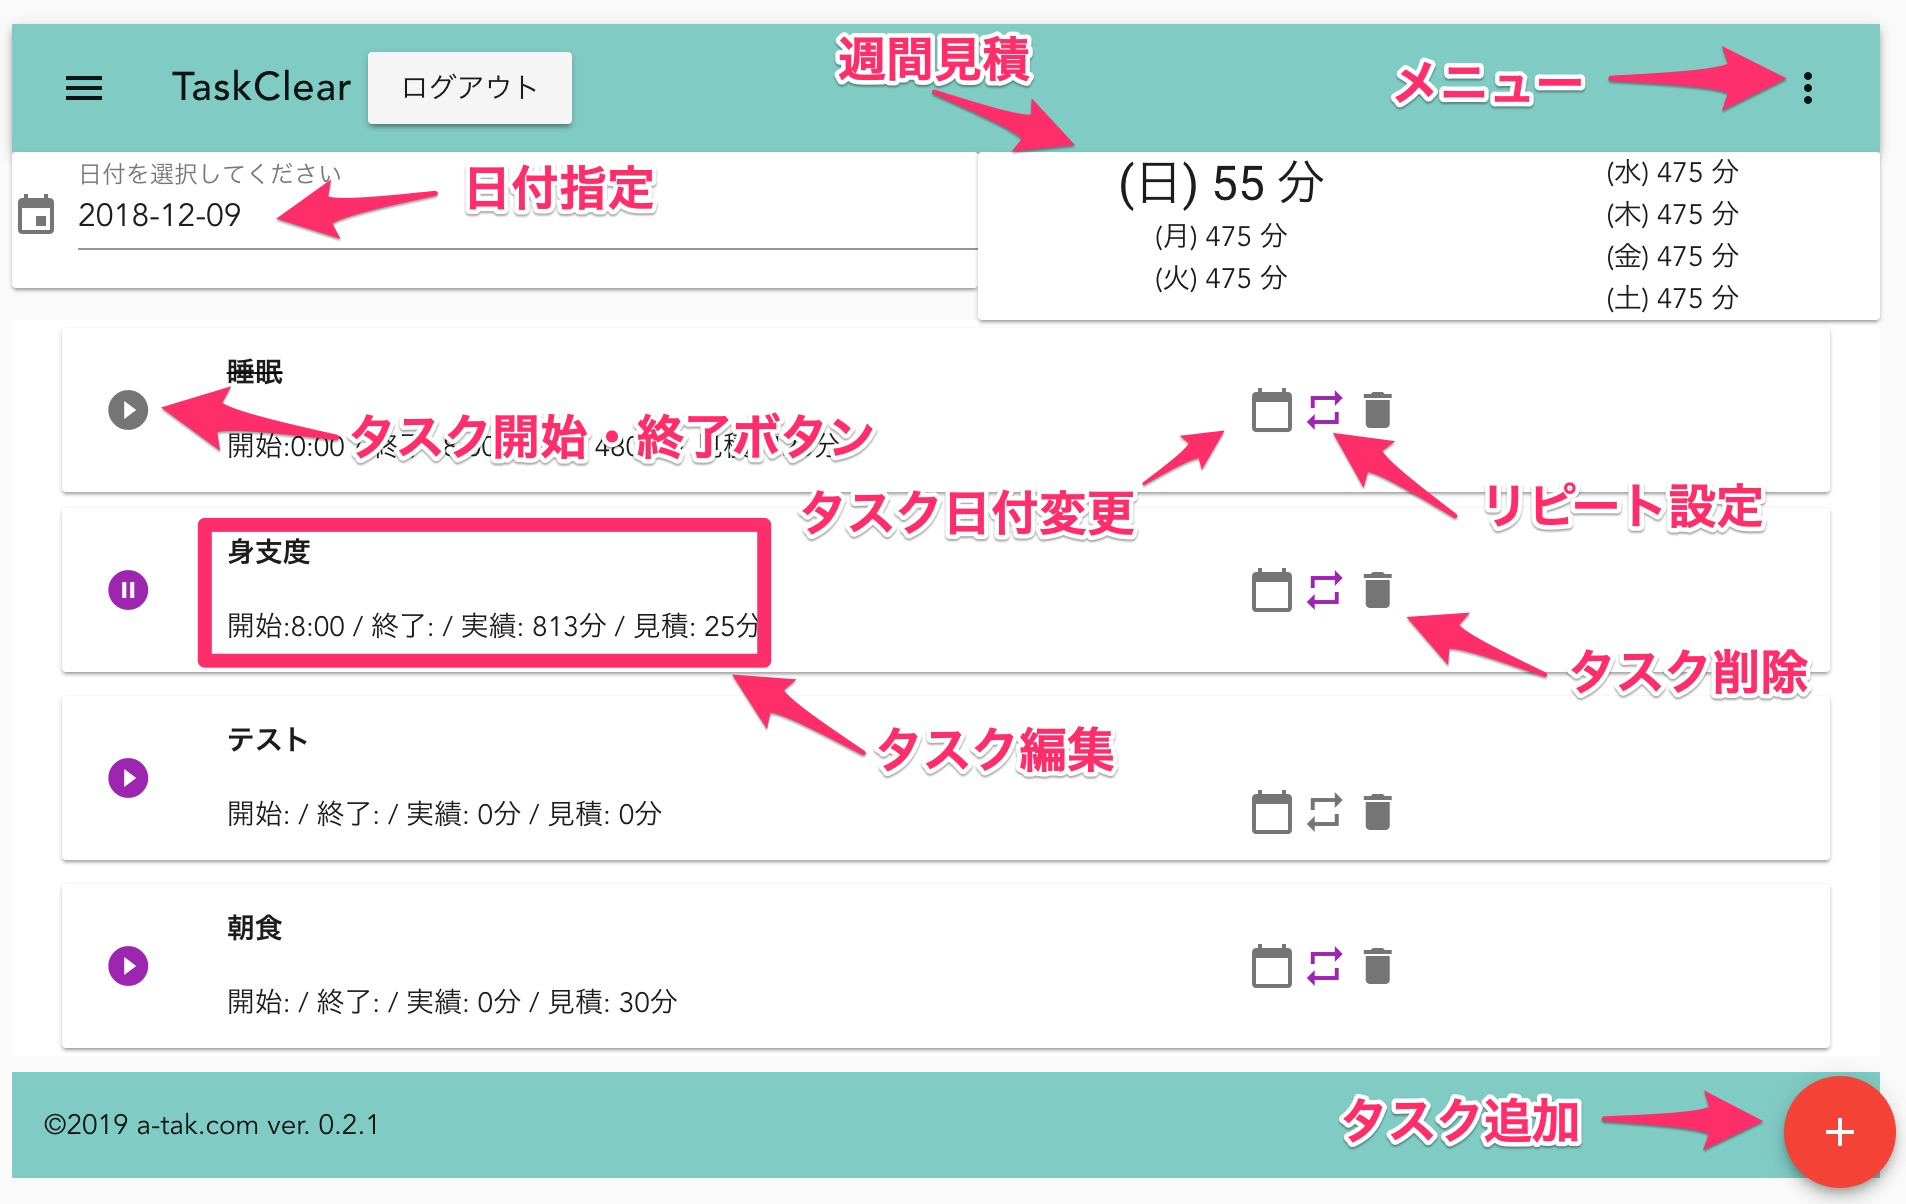 TaskClear
ログアウト
週間見積
メニュー
日付を選択してください
2018-12-09
日付指定
(日) 55 分
(月) 475 分
(火) 475 分
(水) 475 分
(木) 475 分
(金) 475 分
(土) 475 分
睡眠
開始:0:00
タスク開始・終了ボタン
タスク日付変更
リピート設定
身支度
開始:8:00 / 終了: / 実績: 813分 / 見積: 25分
タスク削除
タスク編集
テスト
開始: / 終了: / 実績: 0分 / 見積: 0分
朝食
開始: / 終了: / 実績: 0分 / 見積: 30分
©2019 a-tak.com ver. 0.2.1
タスク追加